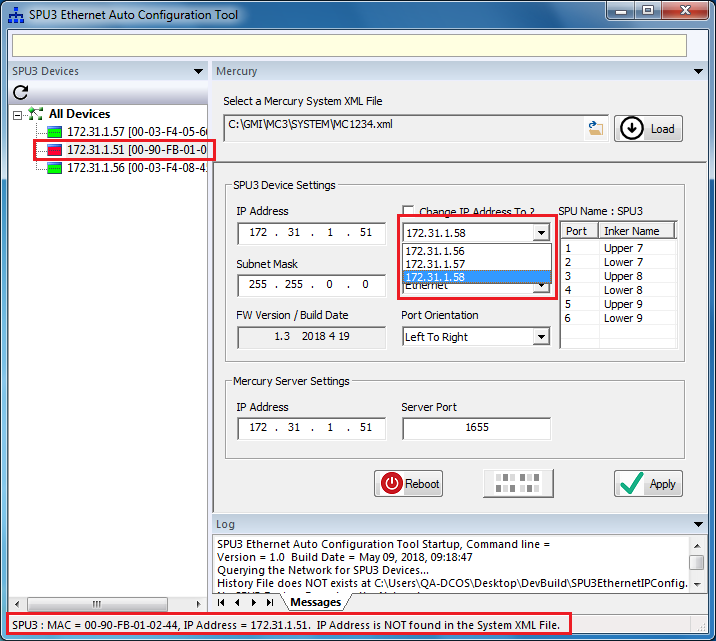 SPU3 Ethernet Auto Configuration Tool
SPU3 Devices
All Devices
172.31.1.57 [00-03-F4-05-6
172.31.1.51 [00-90-FB-01-0
172.31.1.56 [00-03-F4-08-4
Mercury
Select a Mercury System XML File
C:\GMI\MC3\SYSTEM\MC1234.xml
Load
SPU3 Device Settings
IP Address
172 . 31 . 1 . 51
Change IP Address To ?
172.31.1.58
172.31.1.56
172.31.1.57
172.31.1.58
Subnet Mask
255 . 255 . 0 . 0
Ethernet
FW Version / Build Date
1.3 2018 4 19
Port Orientation
Left To Right
SPU Name : SPU3
Port Inker Name
1 Upper 7
2 Lower 7
3 Upper 8
4 Lower 8
5 Upper 9
6 Lower 9
Mercury Server Settings
IP Address
172 . 31 . 1 . 51
Server Port
1655
Reboot
Apply
Log
SPU3 Ethernet Auto Configuration Tool Startup, Command line =
Version = 1.0 Build Date = May 09, 2018, 09:18:47
Querying the Network for SPU3 Devices...
History File does NOT exists at C:\Users\QA-DCOS\Desktop\DevBuild\SPU3EthernetIPConfig.
Messages
SPU3 : MAC = 00-90-FB-01-02-44, IP Address = 172.31.1.51. IP Address is NOT found in the System XML File.